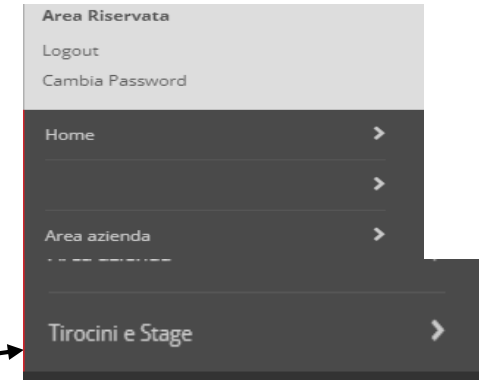 Area Riservata
Logout
Cambia Password
Home
Area azienda
Tirocini e Stage